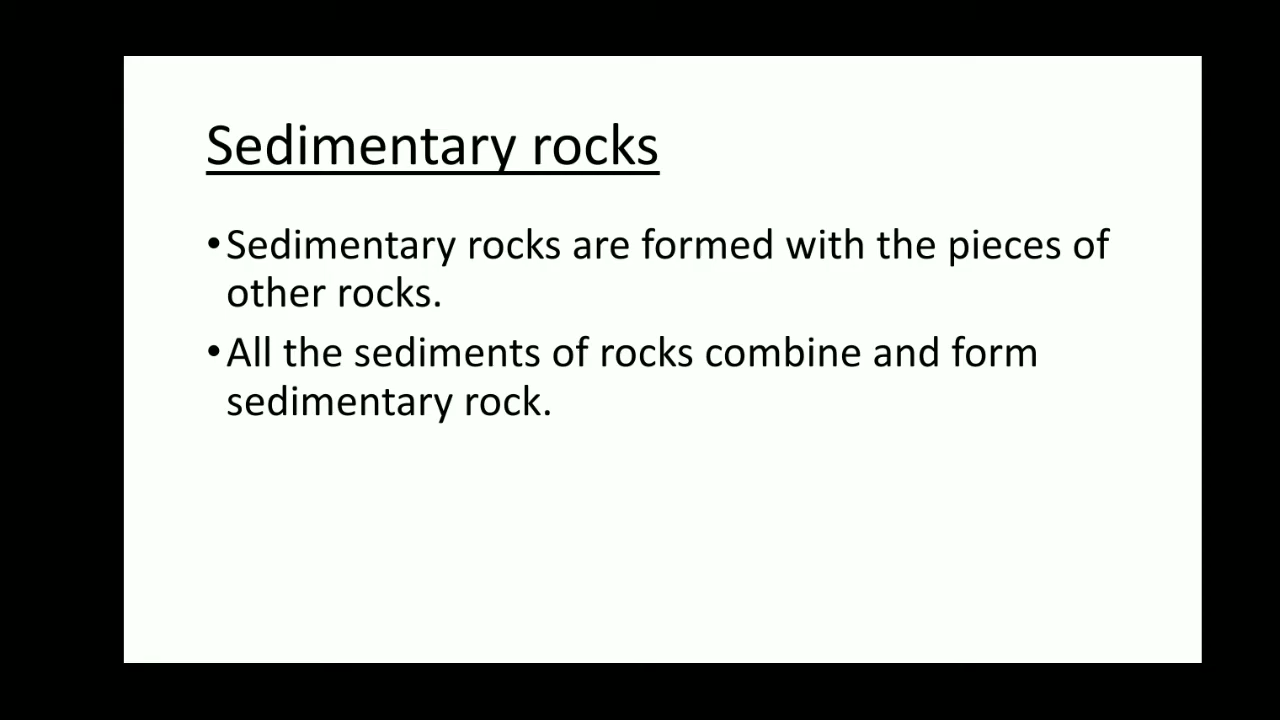 Sedimentary rocks
•Sedimentary rocks are formed with the pieces of
other rocks.
•All the sediments of rocks combine and form
sedimentary rock.